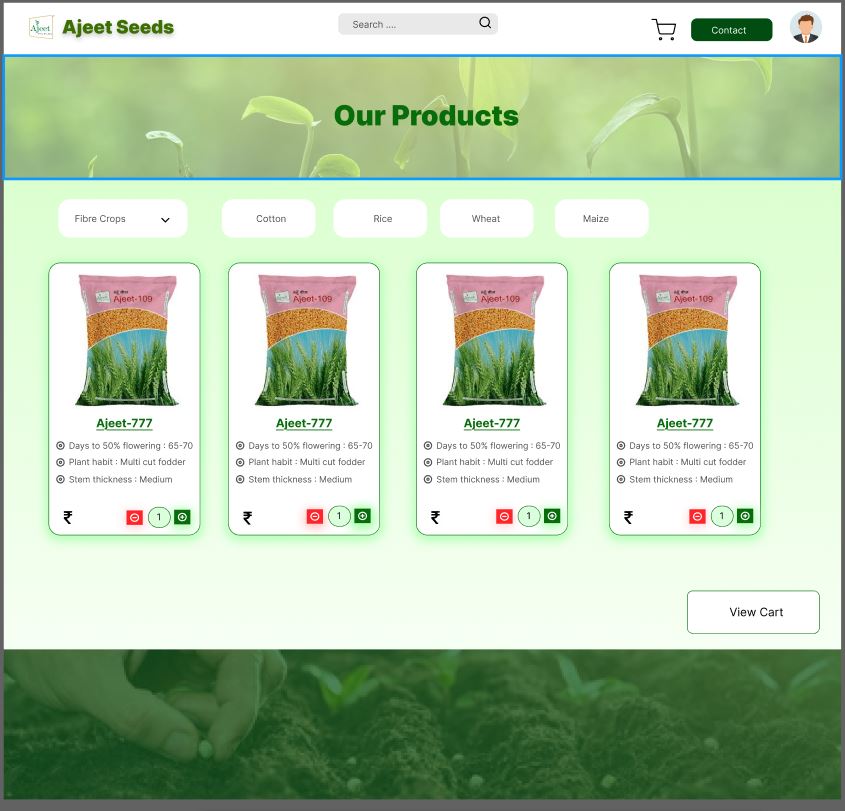 Ajeet
Ajeet Seeds
Search ....
Contact
Our Products
Fibre Crops
Cotton
Rice
Wheat
Maize
Ajeet
Ajeet-109
Ajeet
Ajeet-109
Ajeet
Ajeet-109
Ajeet
Ajeet-109
Ajeet-777
Ajeet-777
Ajeet-777
Ajeet-777
Days to 50% flowering : 65-70
Plant habit : Multi cut fodder
Stem thickness : Medium
Days to 50% flowering : 65-70
Plant habit : Multi cut fodder
Stem thickness : Medium
Days to 50% flowering : 65-70
Plant habit : Multi cut fodder
Stem thickness : Medium
Days to 50% flowering : 65-70
Plant habit : Multi cut fodder
Stem thickness : Medium
₹ 1
₹ 1
₹ 1
₹ 1
View Cart